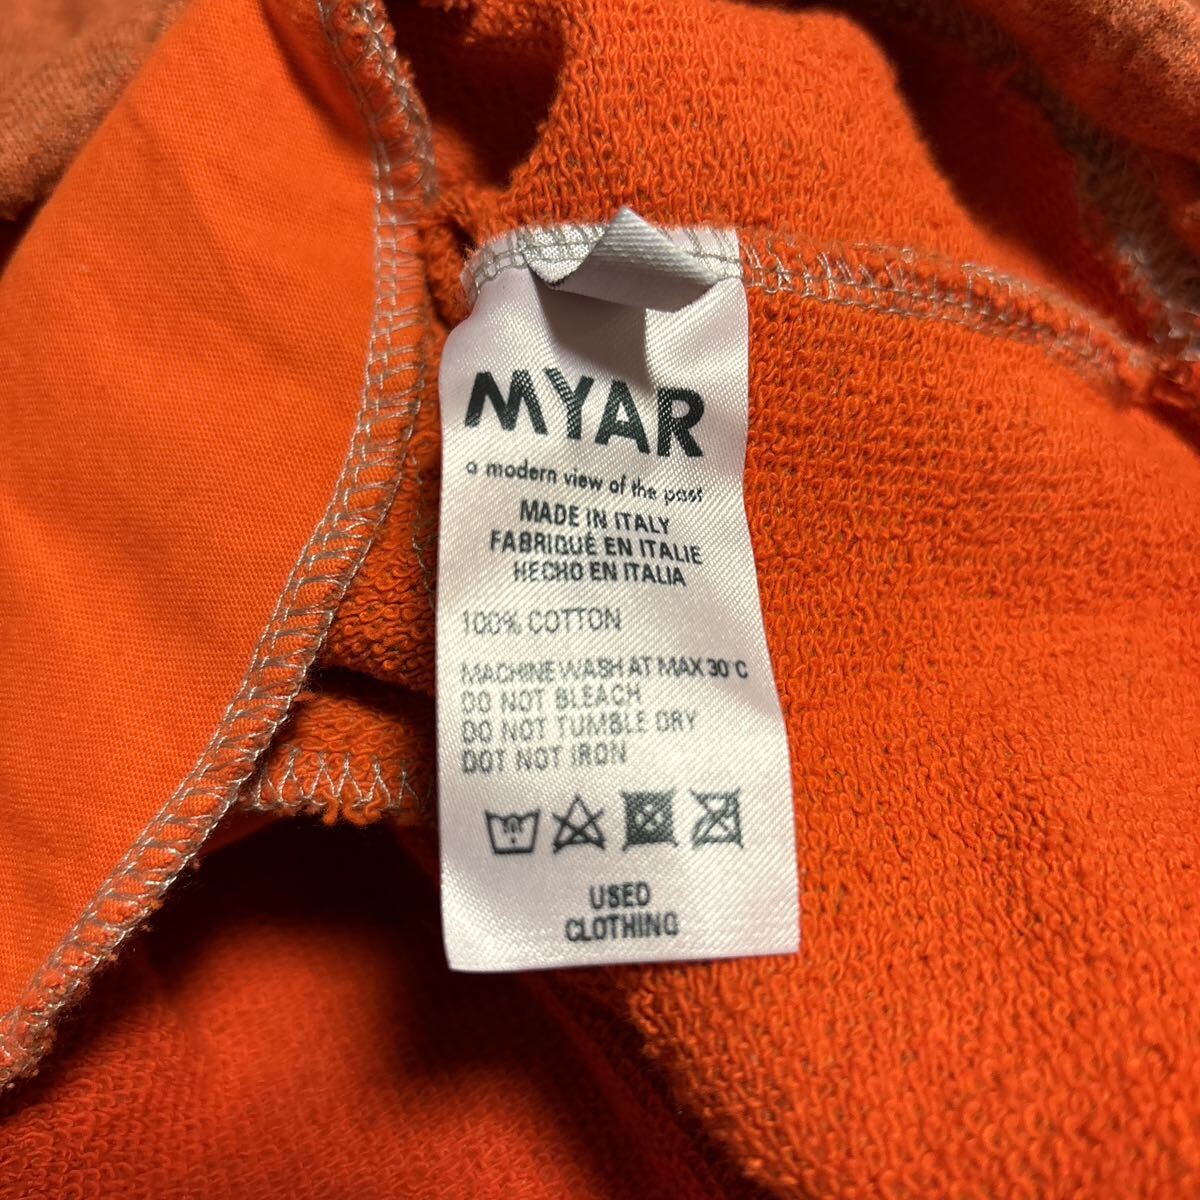 MYAR
a modern view of the past
MADE IN ITALY
FABRIQUÉ EN ITALIE
HECHO EN ITALIA
100% COTTON
MACHINE WASH AT MAX 30°C
DO NOT BLEACH
DO NOT TUMBLE DRY
DOT NOT IRON
USED
CLOTHING